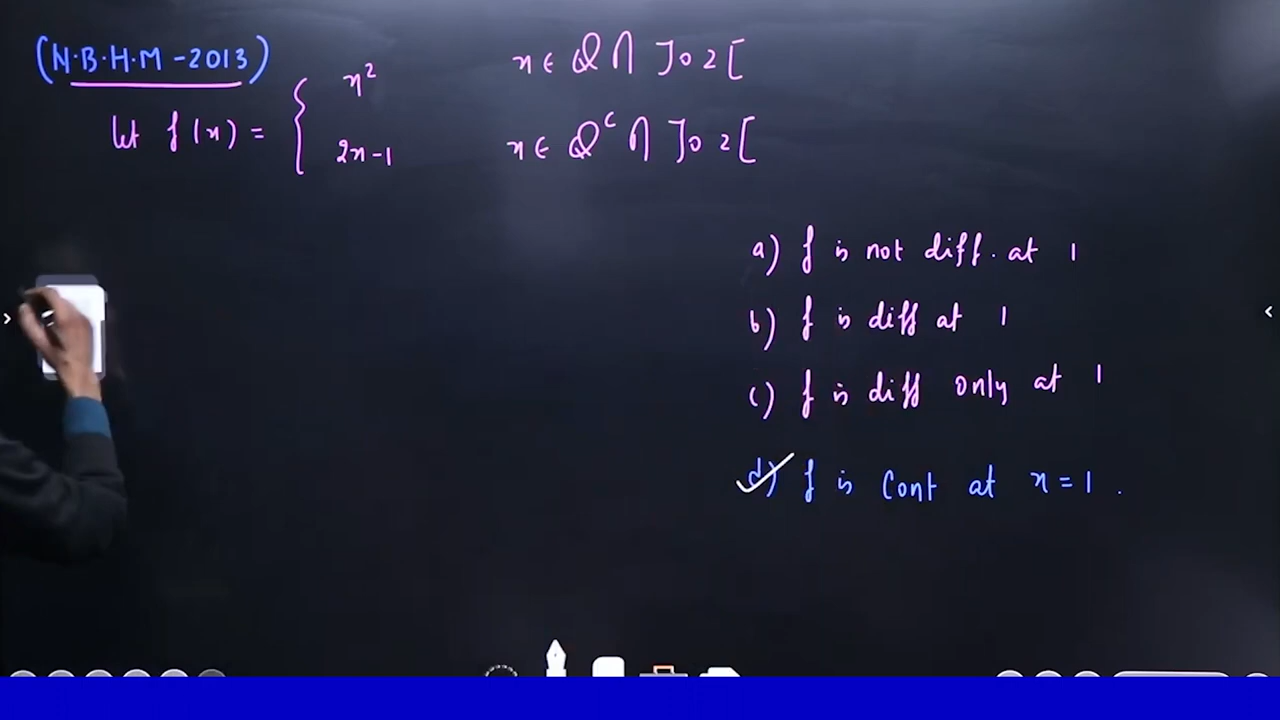 (N.B.H.M - 2013)
let f(x) = { x² x ∈ Q ∩ ]0 2[
2x-1 x ∈ Qᶜ ∩ ]0 2[
a) f is not diff. at 1
b) f is diff at 1
c) f is diff only at 1
d) f is Cont at x = 1 .